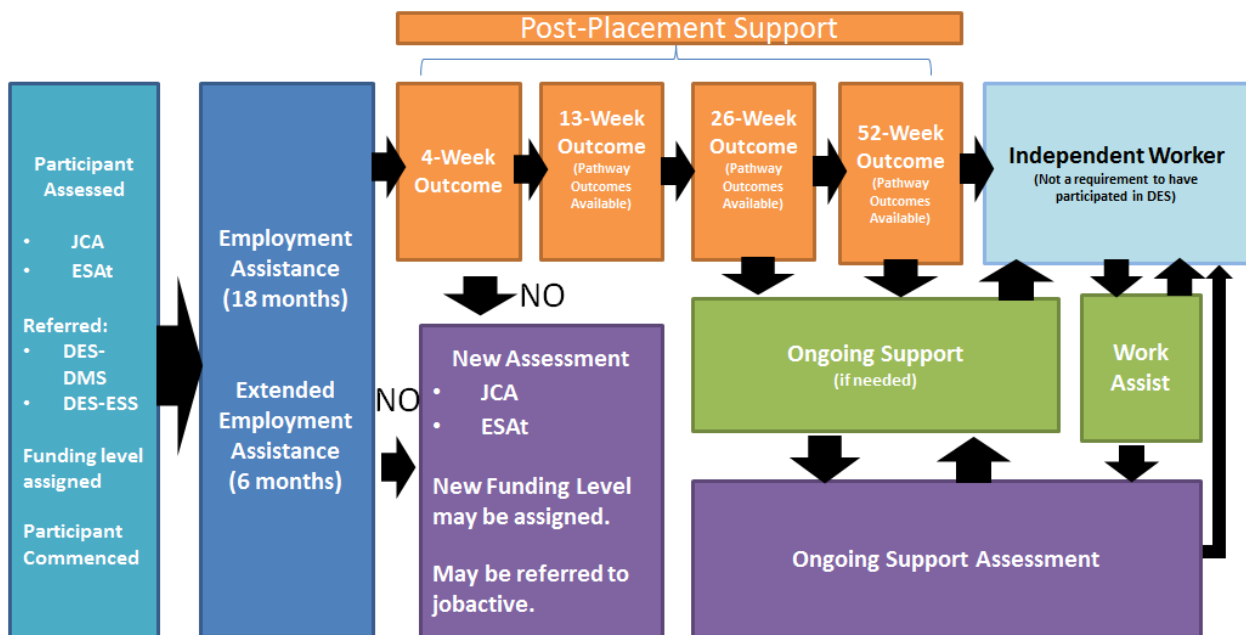 Post-Placement Support
Participant
Assessed
• JCA
• ESAt
Referred:
• DES-
DMS
• DES-ESS
Funding level
assigned
Participant
Commenced
Employment
Assistance
(18 months)
Extended
Employment
Assistance
(6 months)
4-Week
Outcome
13-Week
Outcome
(Pathway
Outcomes
Available)
26-Week
Outcome
(Pathway
Outcomes
Available)
52-Week
Outcome
(Pathway
Outcomes
Available)
Independent Worker
(Not a requirement to have
participated in DES)
NO
NO
New Assessment
• JCA
• ESAt
New Funding Level
may be assigned.
May be referred to
jobactive.
Ongoing Support
(if needed)
Work
Assist
Ongoing Support Assessment